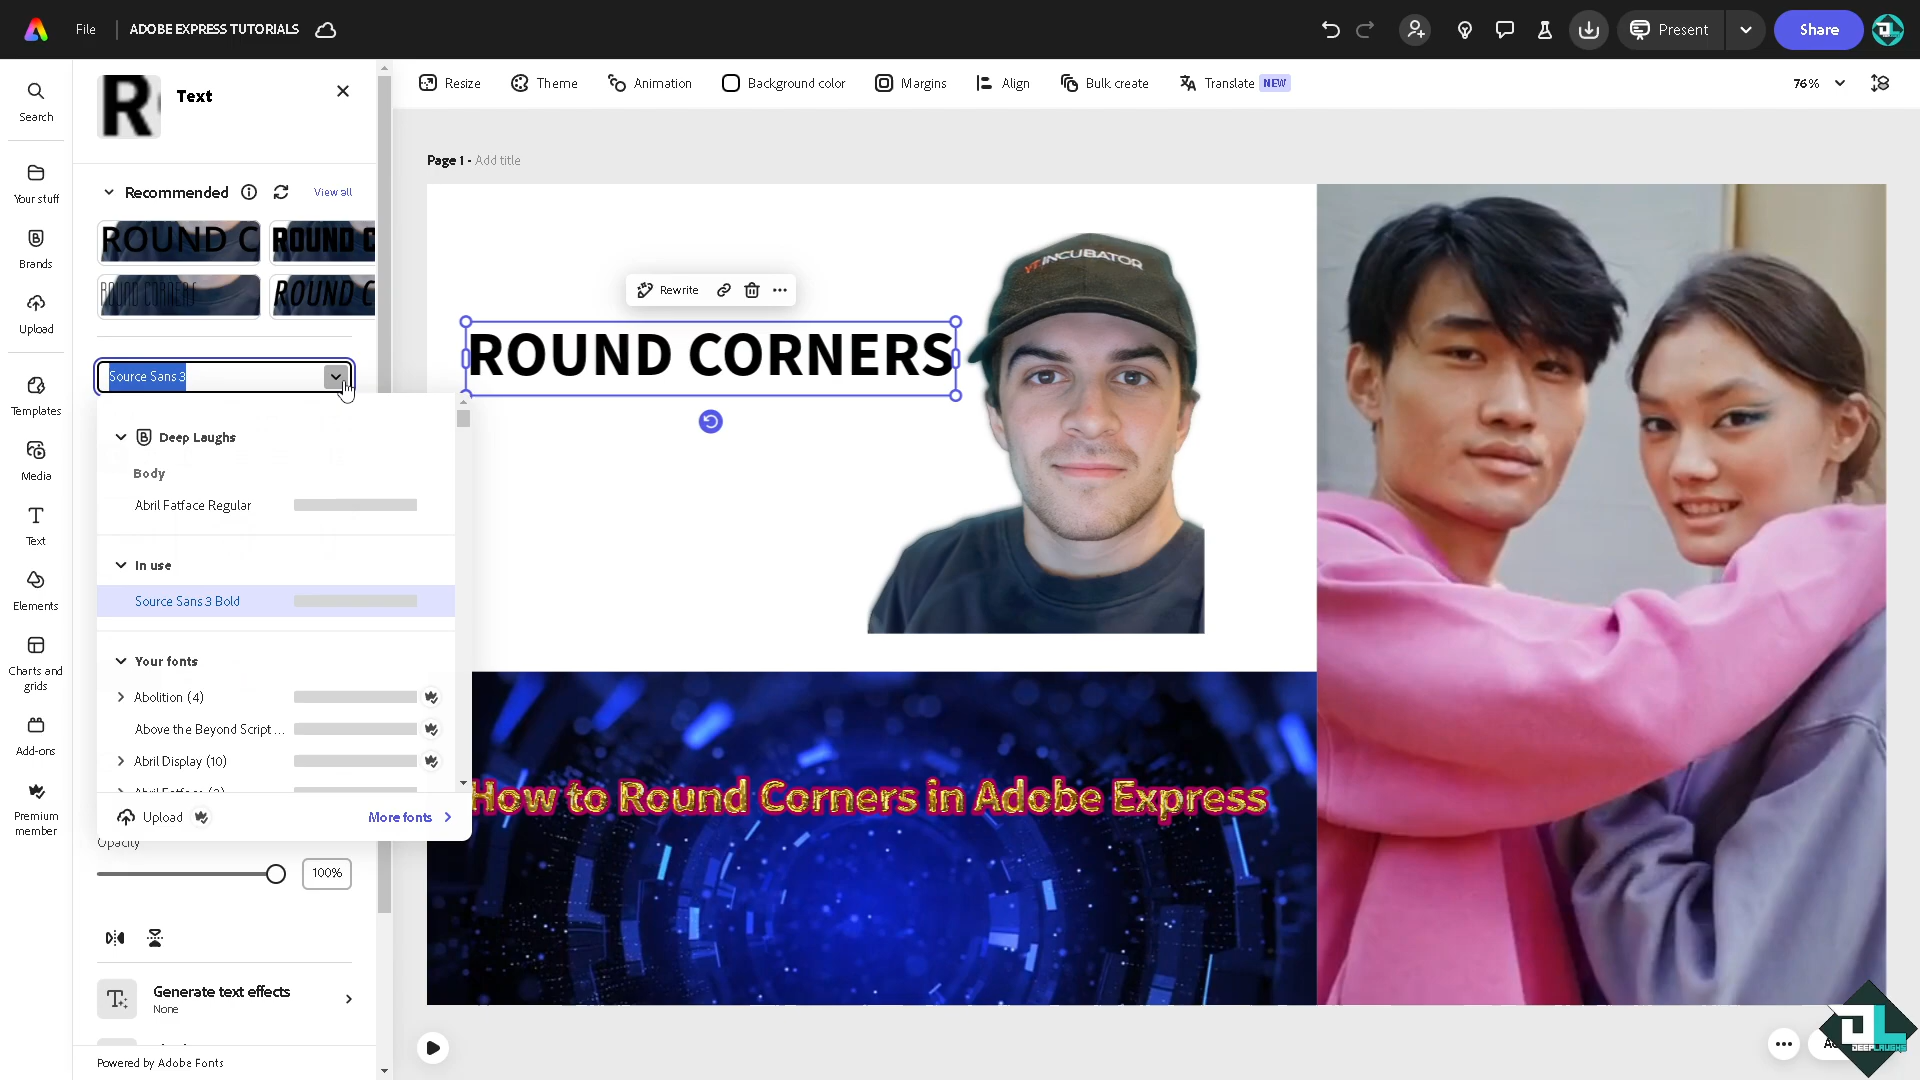 File
ADOBE EXPRESS TUTORIALS
Present
Share
Search
Your stuff
Brands
Upload
Templates
Media
Text
Elements
Charts and grids
Add-ons
Premium member
R
Text
Recommended
View all
ROUND C
ROUND C
ROUND CORNERS
ROUND C
Source Sans 3
Deep Laughs
Body
Abril Fatface Regular
In use
Source Sans 3 Bold
Your fonts
Abolition (4)
Above the Beyond Script ...
Abril Display (10)
Upload
More fonts
Opacity
100%
Generate text effects
None
Powered by Adobe Fonts
Resize
Theme
Animation
Background color
Margins
Align
Bulk create
Translate NEW
76%
Page 1 - Add title
Rewrite
ROUND CORNERS
YT INCUBATOR
How to Round Corners in Adobe Express
DEEPLAUGHS